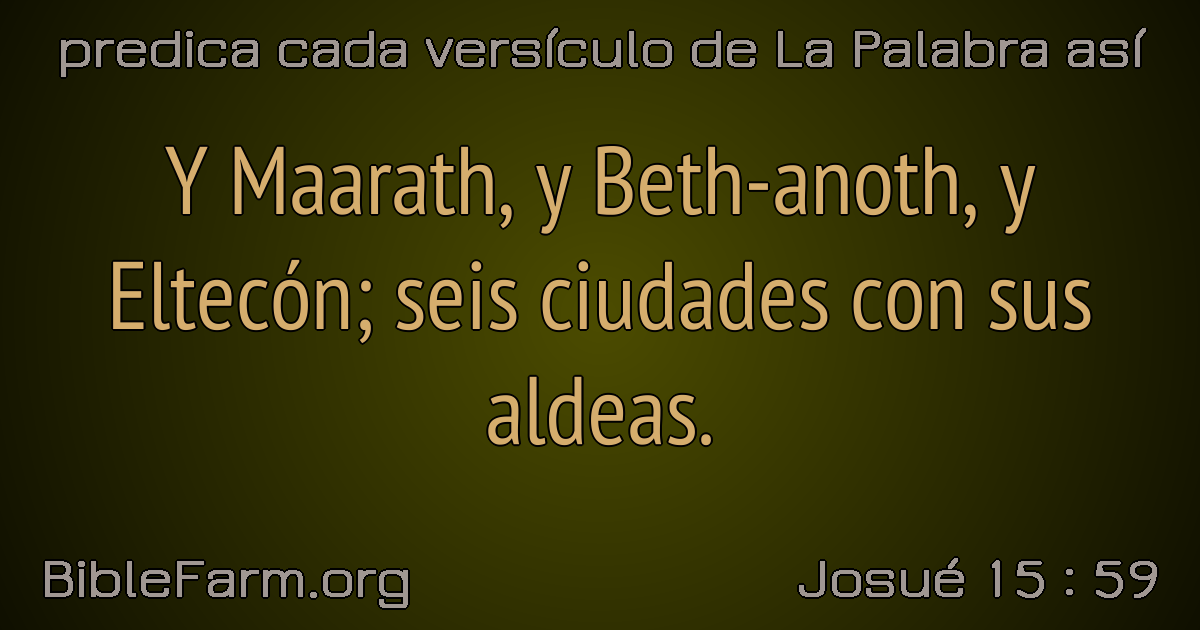 predica cada versículo de La Palabra así
Y Maarath, y Beth-anoth, y
Eltecón; seis ciudades con sus
aldeas.
BibleFarm.org
Josué 15 : 59